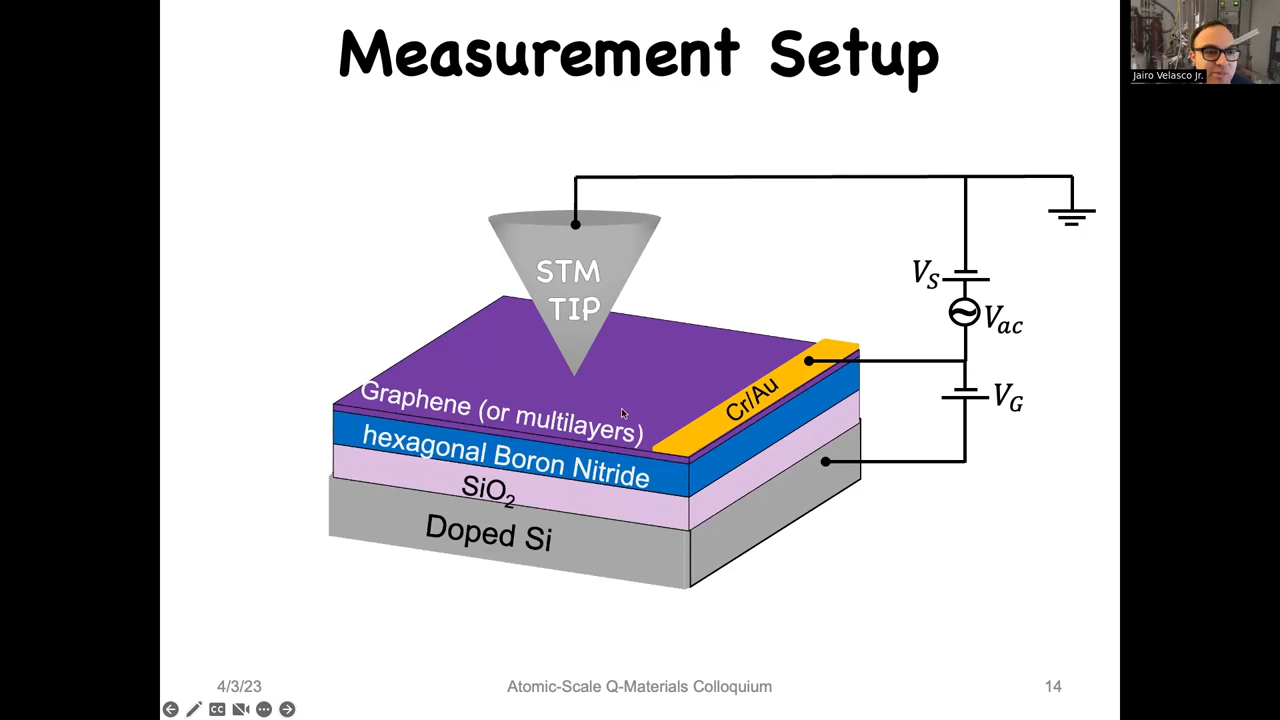 Measurement Setup
Jairo Velasco Jr.
STM
TIP
V_S
V_ac
V_G
Cr/Au
Graphene (or multilayers)
hexagonal Boron Nitride
SiO₂
Doped Si
4/3/23
Atomic-Scale Q-Materials Colloquium
14
CC